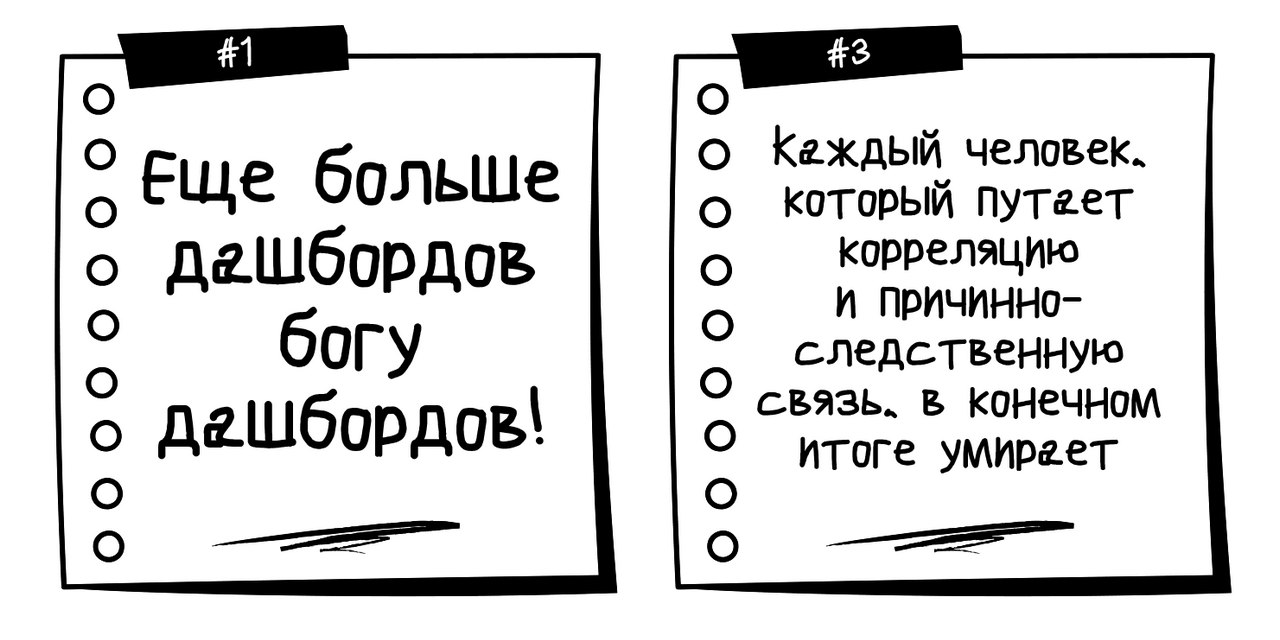 #1
Еще больше
дашбордов
богу
дашбордов!
#3
Каждый человек,
который путает
корреляцию
и причинно-
следственную
связь, в конечном
итоге умирает